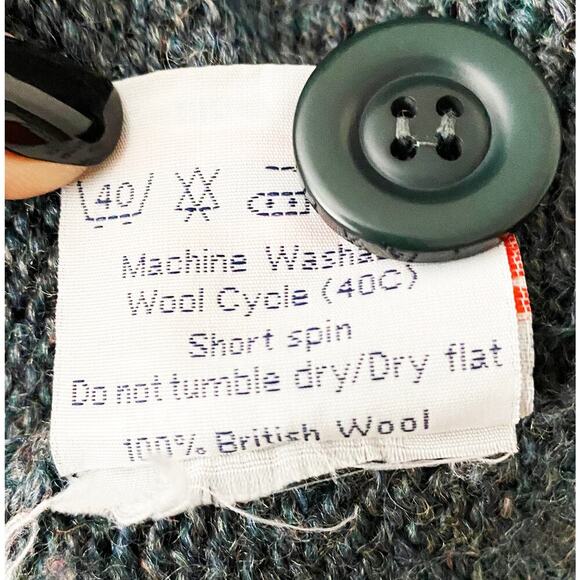 40
Machine Washa
Wool Cycle (40C)
Short spin
Do not tumble dry/Dry flat
100% British Wool